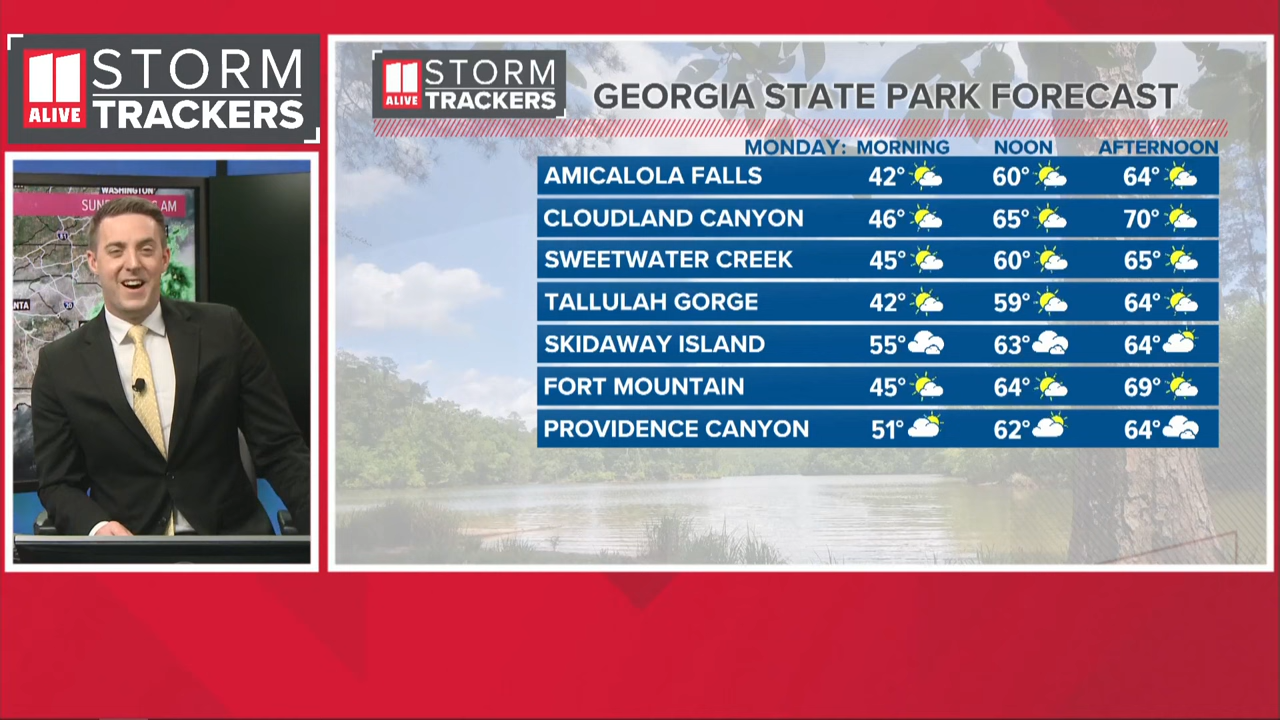 STORM
TRACKERS
ALIVE
WASHINGTON
SUN
AM
STORM
TRACKERS
ALIVE
GEORGIA STATE PARK FORECAST
MONDAY: MORNING NOON AFTERNOON
AMICALOLA FALLS 42° 60° 64°
CLOUDLAND CANYON 46° 65° 70°
SWEETWATER CREEK 45° 60° 65°
TALLULAH GORGE 42° 59° 64°
SKIDAWAY ISLAND 55° 63° 64°
FORT MOUNTAIN 45° 64° 69°
PROVIDENCE CANYON 51° 62° 64°